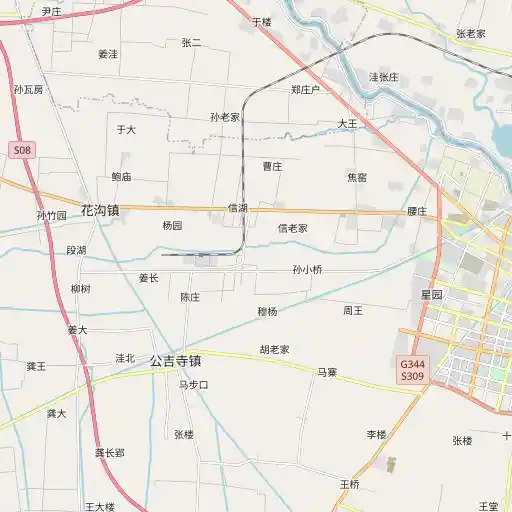 尹庄
于楼
张老家
张二
姜洼
洼张庄
孙瓦房
郑庄户
孙老家
大王
于大
S08
曹庄
鲍庙
焦窑
信湖
花沟镇
腰庄
孙竹园
杨园
信老家
段湖
孙小桥
姜长
柳树
陈庄
星园
穆杨
周王
姜大
胡老家
洼北
公吉寺镇
龚王
G344
S309
马寨
马步口
龚大
张楼
李楼
张楼
十
龚长郢
王桥
王大楼
王堂